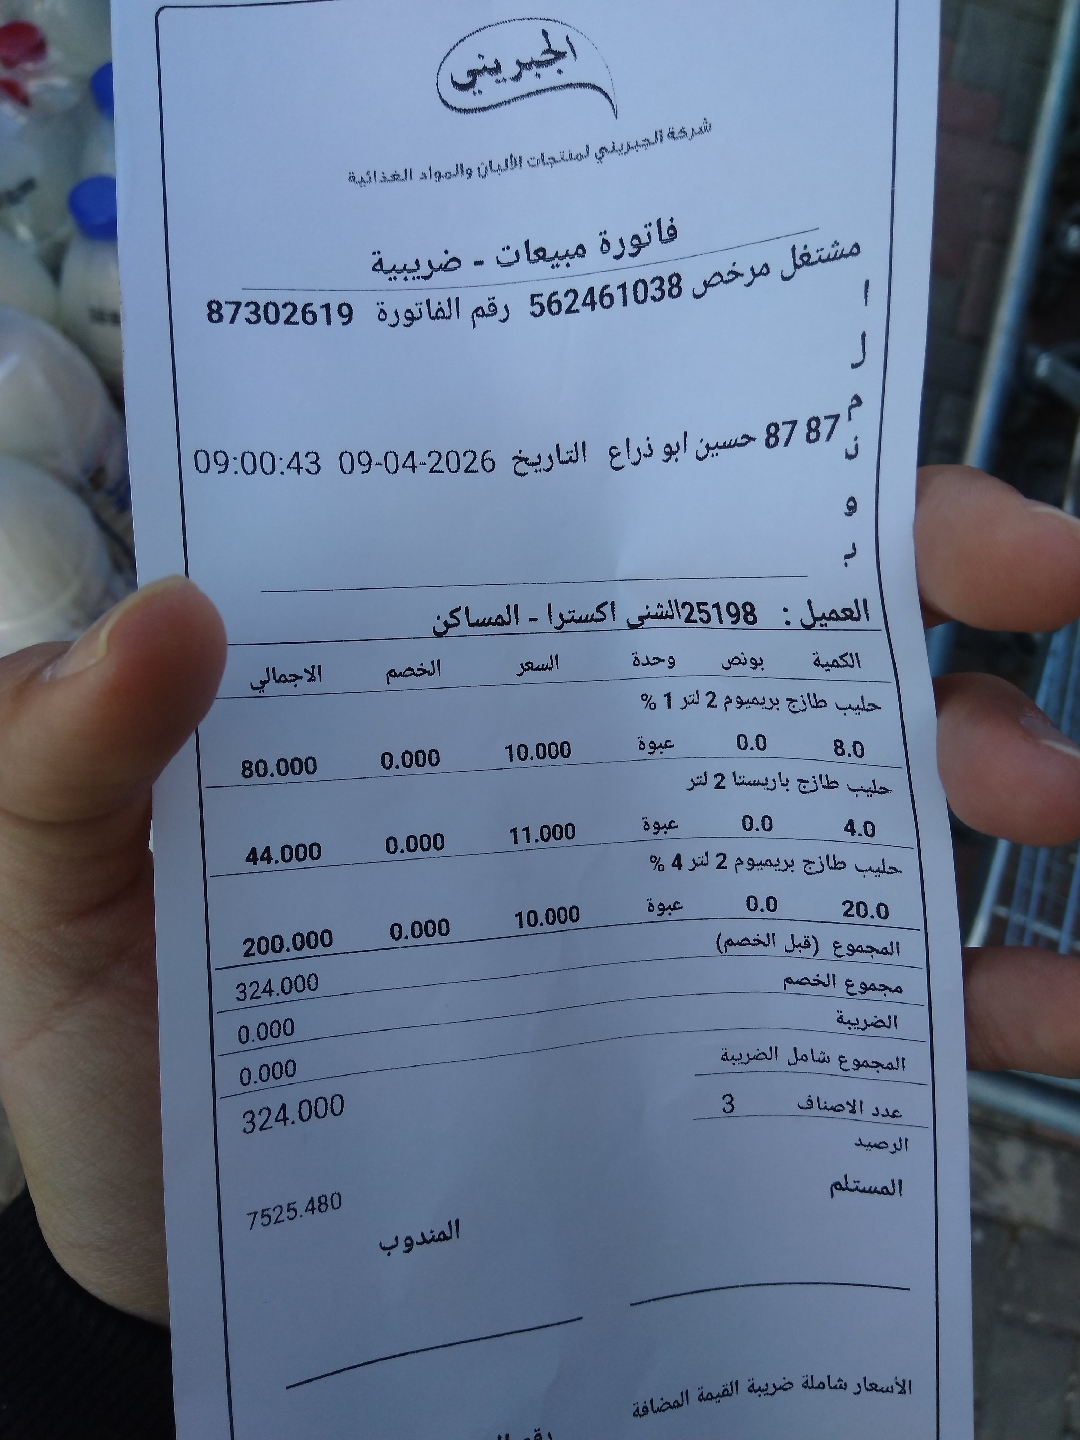 الجبريني
شركة الجبريني لمنتجات الألبان والمواد الغذائية
فاتورة مبيعات - ضريبية
مشتغل مرخص 562461038 رقم الفاتورة 87302619
المندوب 87 87 حسين ابو ذراع التاريخ 09-04-2026 09:00:43
العميل : 25198الشني اكسترا - المساكن
الكمية بونص وحدة السعر الخصم الاجمالي
حليب طازج بريميوم 2 لتر 1 %
8.0 0.0 عبوة 10.000 0.000 80.000
حليب طازج باريستا 2 لتر
4.0 0.0 عبوة 11.000 0.000 44.000
حليب طازج بريميوم 2 لتر 4 %
20.0 0.0 عبوة 10.000 0.000 200.000
المجموع (قبل الخصم) 324.000
مجموع الخصم 0.000
الضريبة 0.000
المجموع شامل الضريبة 324.000
عدد الاصناف 3
الرصيد 7525.480
المستلم المندوب
الأسعار شاملة ضريبة القيمة المضافة